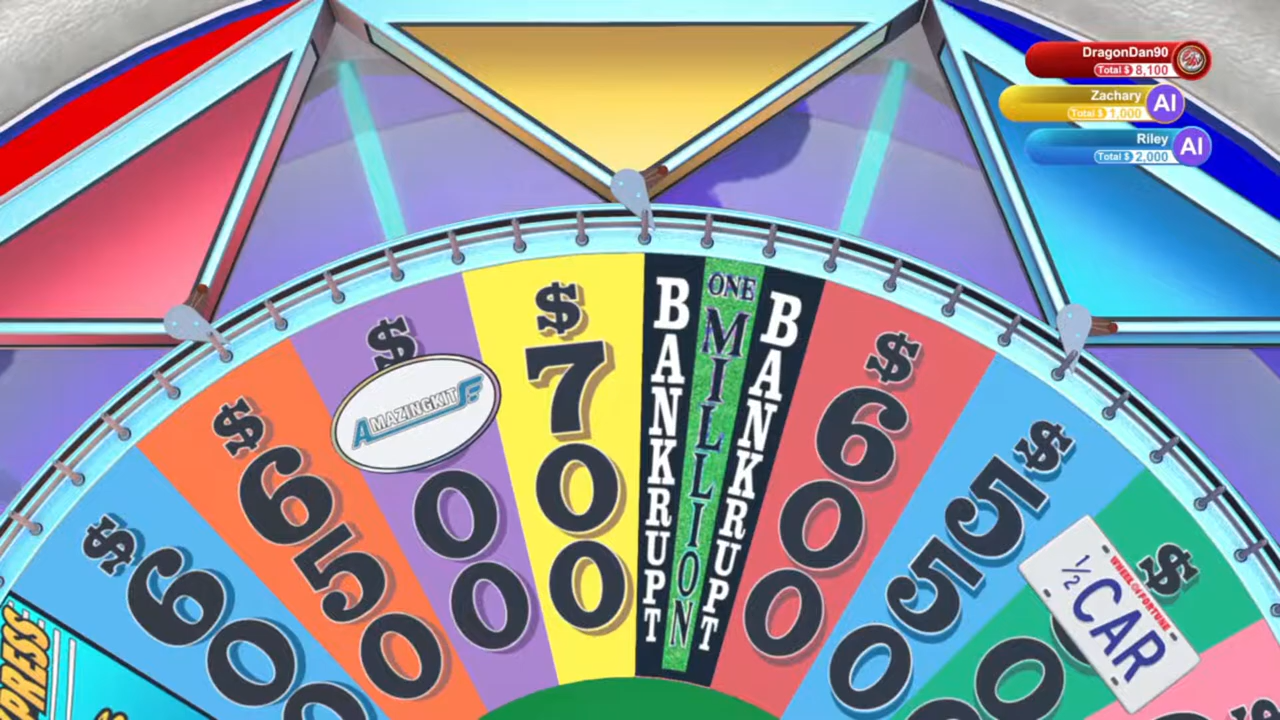 DragonDan90
Total $ 8,100
Zachary
AI
Total $ 1,000
Riley
AI
Total $ 2,000
PRESS
$600
$650
$
AMAZINGKIT
00
$700
BANKRUPT
ONE MILLION
BANKRUPT
$600
$550
$
WHEEL OF FORTUNE
½ CAR
00
$